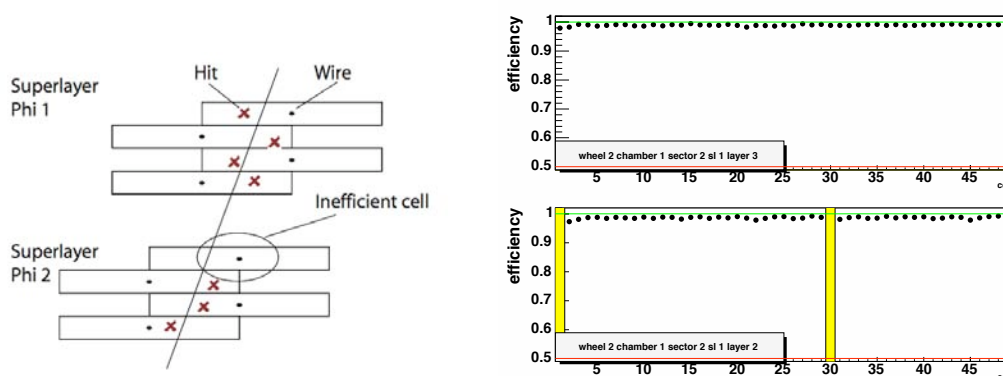 Hit
Wire
Superlayer
Phi 1
Inefficient cell
Superlayer
Phi 2
efficiency
1
0.9
0.8
0.7
0.6
0.5
wheel 2 chamber 1 sector 2 sl 1 layer 3
5 10 15 20 25 30 35 40 45
efficiency
1
0.9
0.8
0.7
0.6
0.5
wheel 2 chamber 1 sector 2 sl 1 layer 2
5 10 15 20 25 30 35 40 45